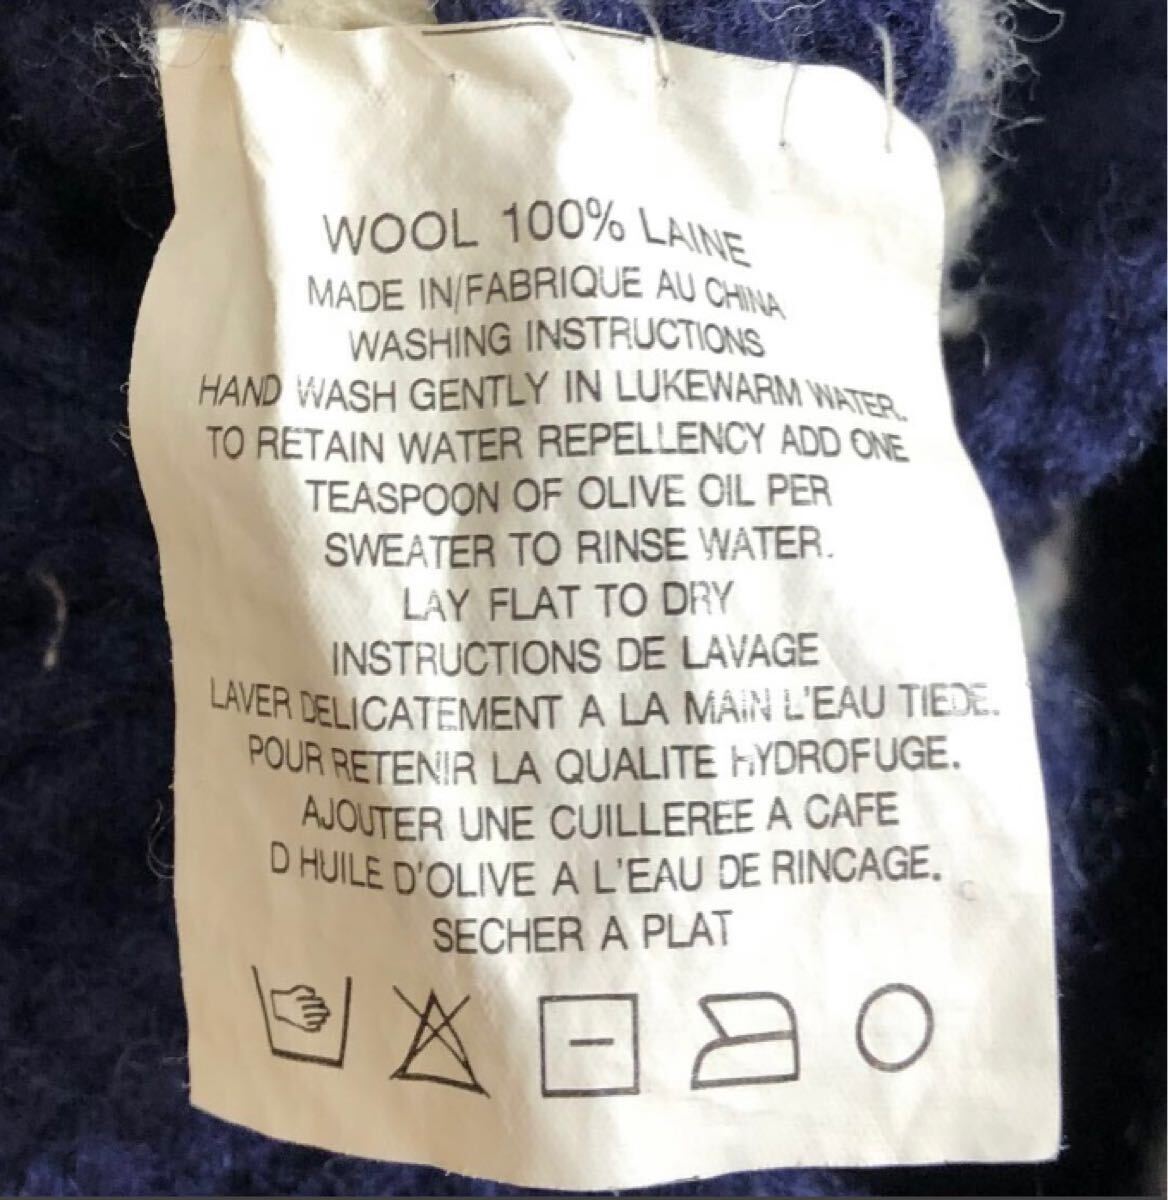 WOOL 100% LAINE
MADE IN/FABRIQUE AU CHINA
WASHING INSTRUCTIONS
HAND WASH GENTLY IN LUKEWARM WATER.
TO RETAIN WATER REPELLENCY ADD ONE
TEASPOON OF OLIVE OIL PER
SWEATER TO RINSE WATER.
LAY FLAT TO DRY
INSTRUCTIONS DE LAVAGE
LAVER DELICATEMENT A LA MAIN L'EAU TIEDE.
POUR RETENIR LA QUALITE HYDROFUGE.
AJOUTER UNE CUILLEREE A CAFE
D HUILE D'OLIVE A L'EAU DE RINCAGE.
SECHER A PLAT